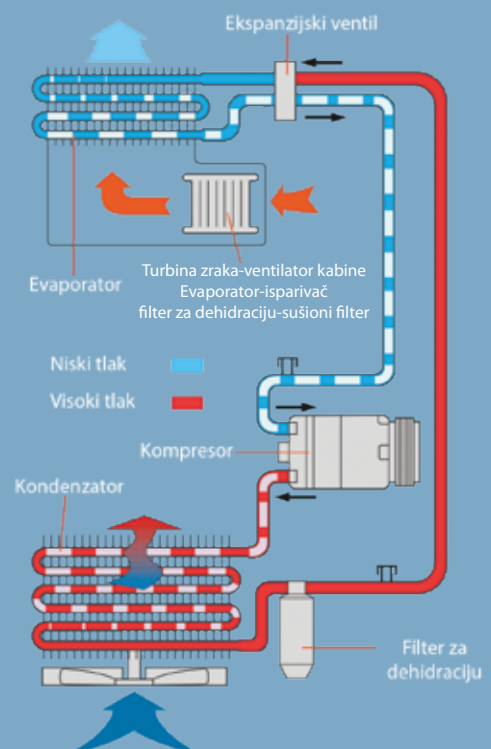 Ekspanzijski ventil
Evaporator
Turbina zraka-ventilator kabine
Evaporator-isparivač
filter za dehidraciju-sušioni filter
Niski tlak
Visoki tlak
Kompresor
Kondenzator
Filter za
dehidraciju